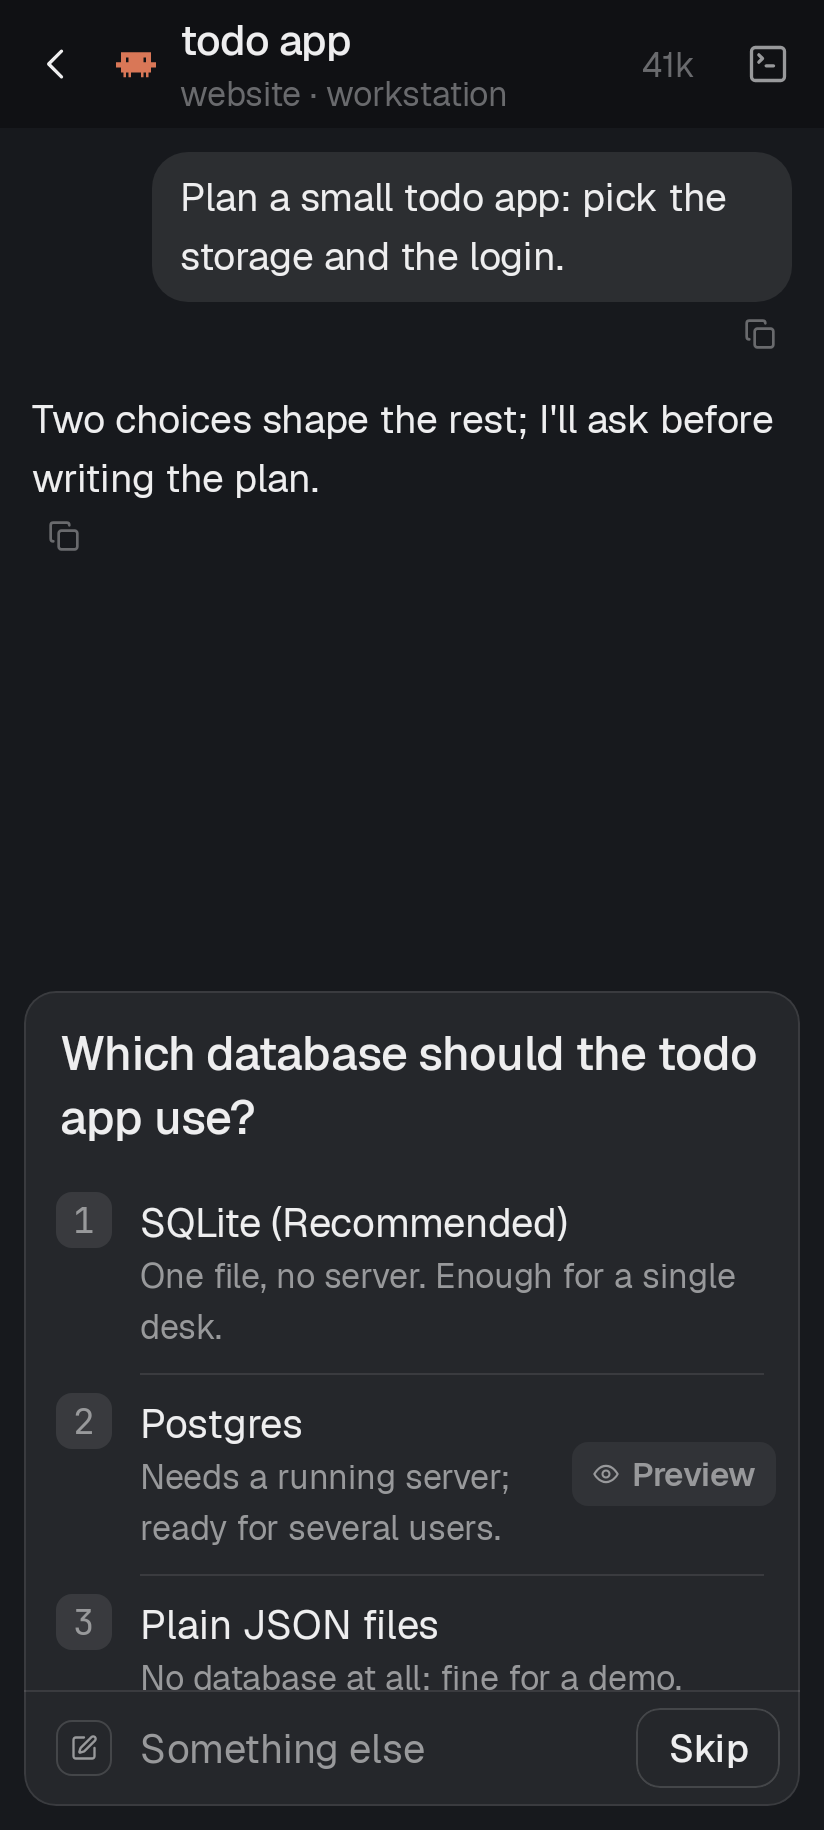 todo app
website · workstation
41k
Plan a small todo app: pick the
storage and the login.
Two choices shape the rest; I'll ask before
writing the plan.
Which database should the todo
app use?
1
SQLite (Recommended)
One file, no server. Enough for a single
desk.
2
Postgres
Needs a running server;
ready for several users.
Preview
3
Plain JSON files
No database at all: fine for a demo.
Something else
Skip